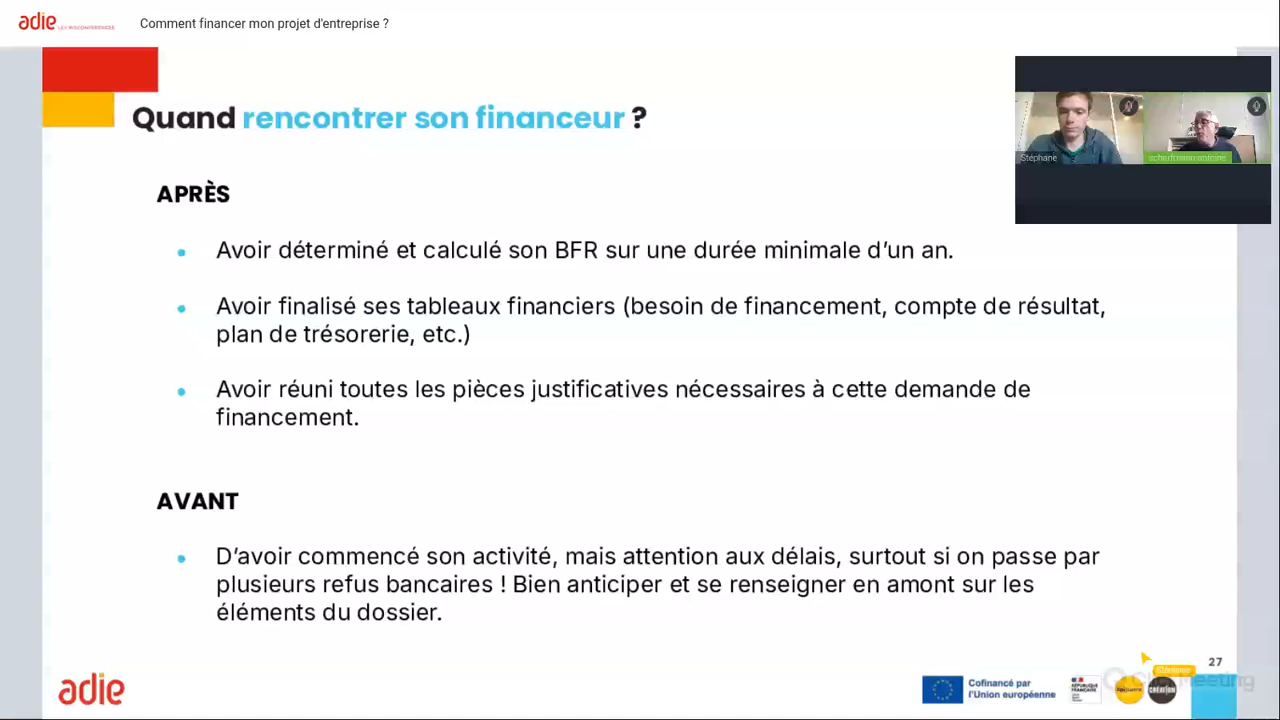 adie
Comment financer mon projet d'entreprise ?
Quand rencontrer son financeur ?
Stéphane
APRÈS
Avoir déterminé et calculé son BFR sur une durée minimale d’un an.
Avoir finalisé ses tableaux financiers (besoin de financement, compte de résultat,
plan de trésorerie, etc.)
Avoir réuni toutes les pièces justificatives nécessaires à cette demande de
financement.
AVANT
D’avoir commencé son activité, mais attention aux délais, surtout si on passe par
plusieurs refus bancaires ! Bien anticiper et se renseigner en amont sur les
éléments du dossier.
27
Stéphane
adie
Cofinancé par
l'Union européenne
RÉPUBLIQUE
FRANÇAISE
CRÉATION